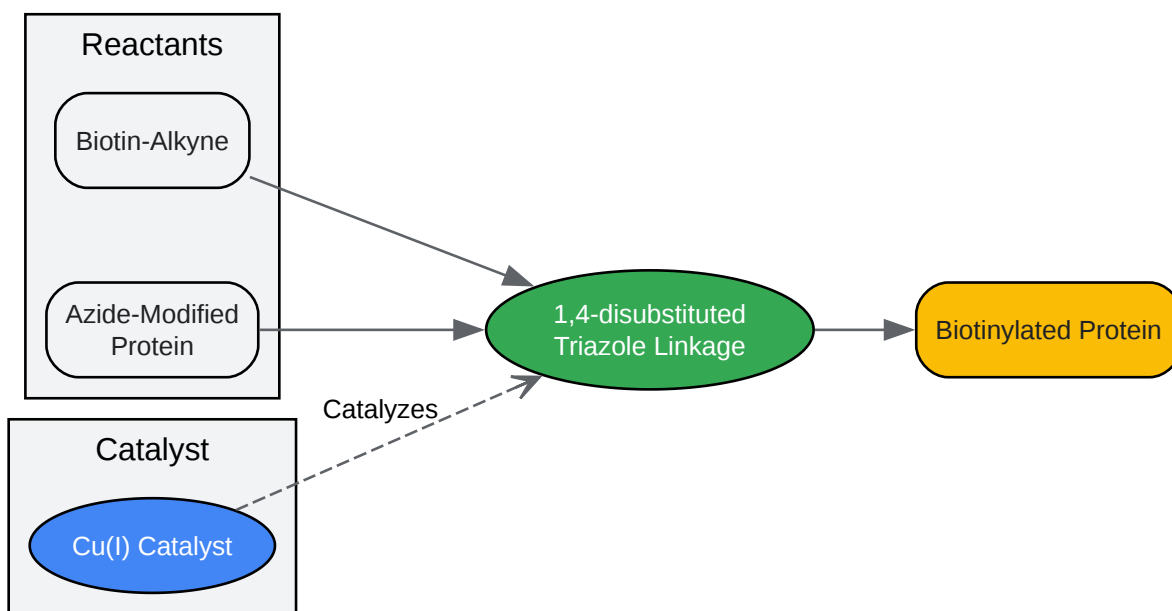 Reactants
Biotin-Alkyne
Azide-Modified
Protein
1,4-disubstituted
Triazole Linkage
Biotinylated Protein
Catalyzes
Catalyst
Cu(I) Catalyst